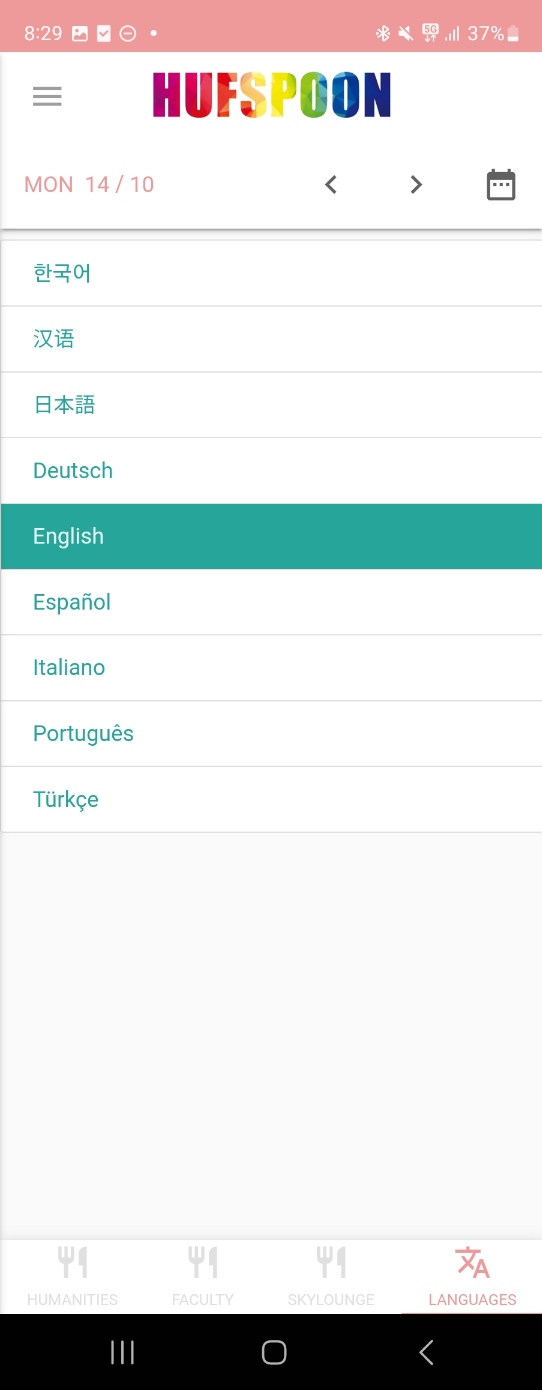 8:29 5G 37%
HUFSPOON
MON 14 / 10
한국어
汉语
日本語
Deutsch
English
Español
Italiano
Português
Türkçe
HUMANITIES FACULTY SKYLOUNGE LANGUAGES